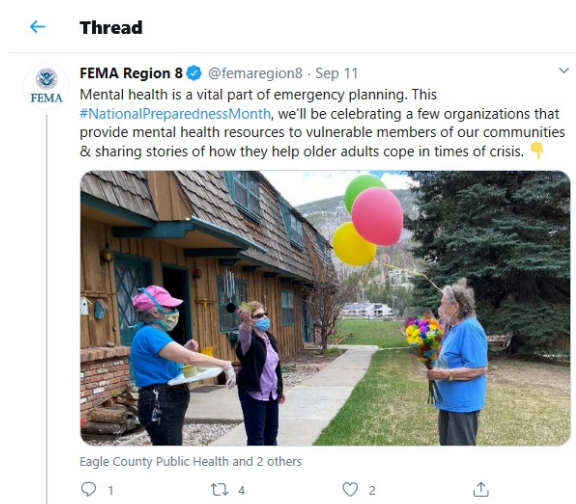 Thread
FEMA Region 8 @femaregion8 · Sep 11
FEMA
Mental health is a vital part of emergency planning. This
#NationalPreparednessMonth, we'll be celebrating a few organizations that
provide mental health resources to vulnerable members of our communities
& sharing stories of how they help older adults cope in times of crisis. 👇
Eagle County Public Health and 2 others
1 4 2